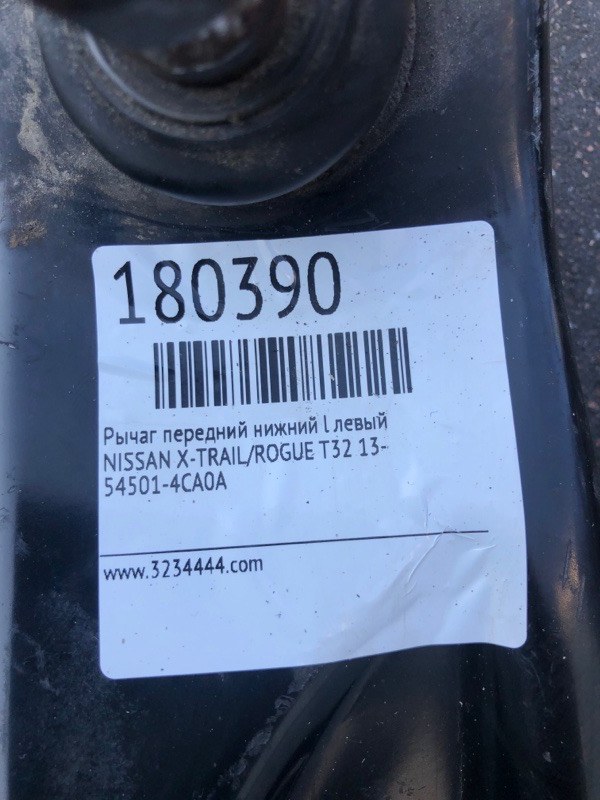 180390
Рычаг передний нижний l левый
NISSAN X-TRAIL/ROGUE T32 13-
54501-4CA0A
www.3234444.com